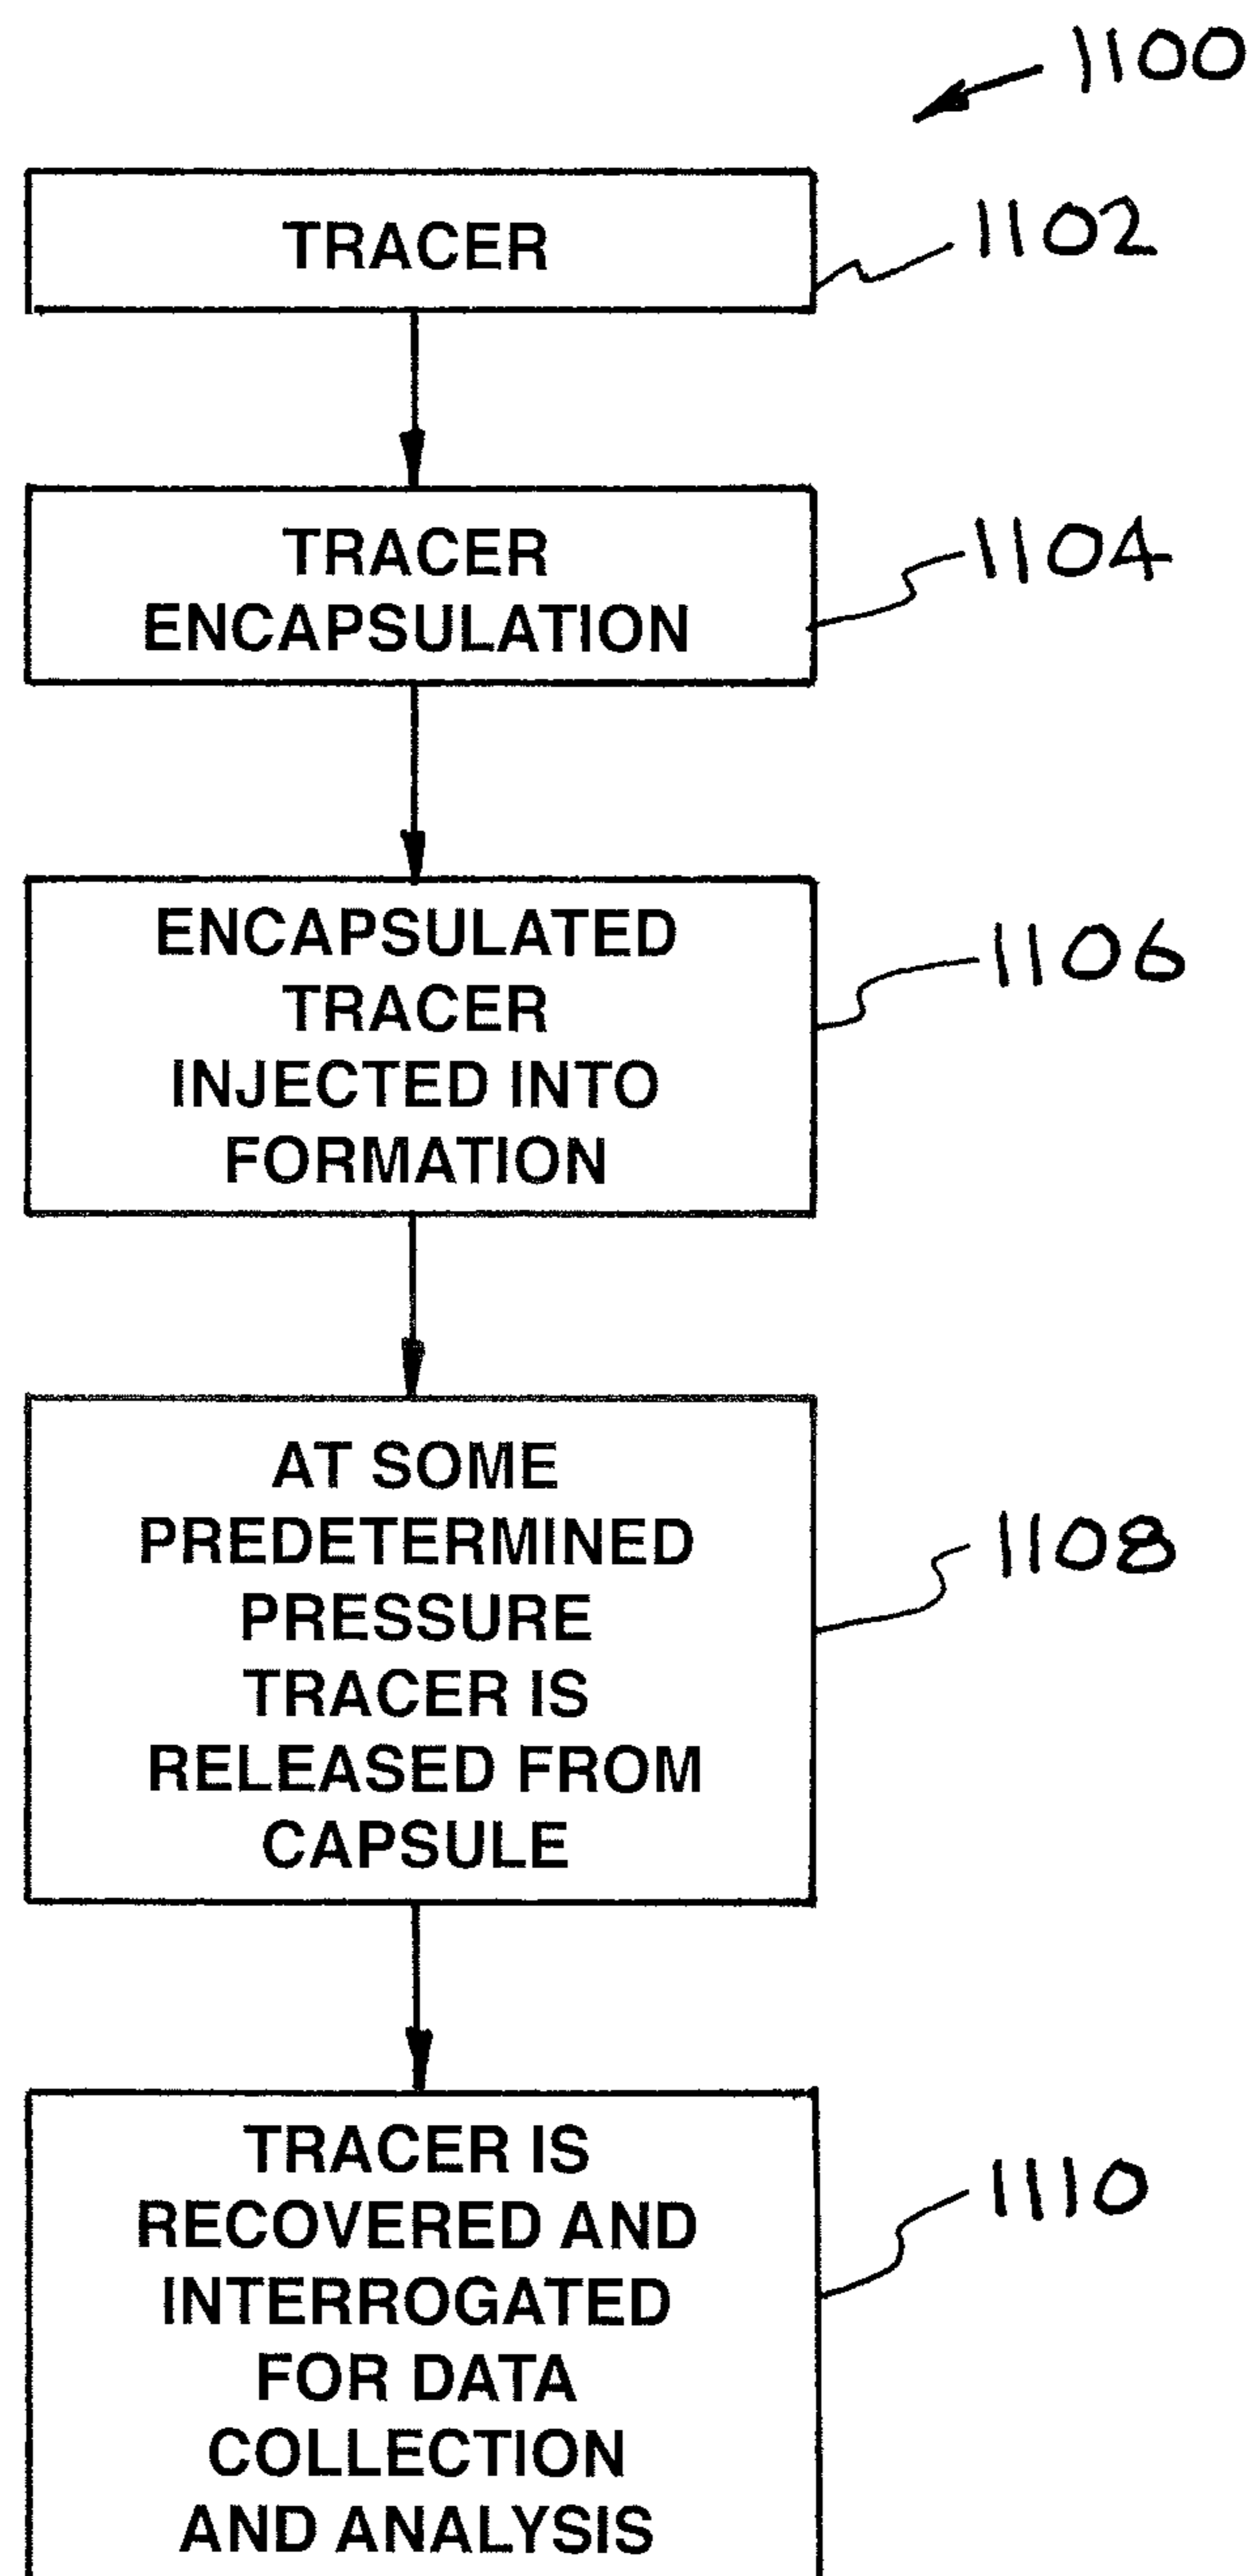 1100
TRACER
1102
TRACER
ENCAPSULATION
1104
ENCAPSULATED
TRACER
INJECTED INTO
FORMATION
1106
AT SOME
PREDETERMINED
PRESSURE
TRACER IS
RELEASED FROM
CAPSULE
1108
TRACER IS
RECOVERED AND
INTERROGATED
FOR DATA
COLLECTION
AND ANALYSIS
1110